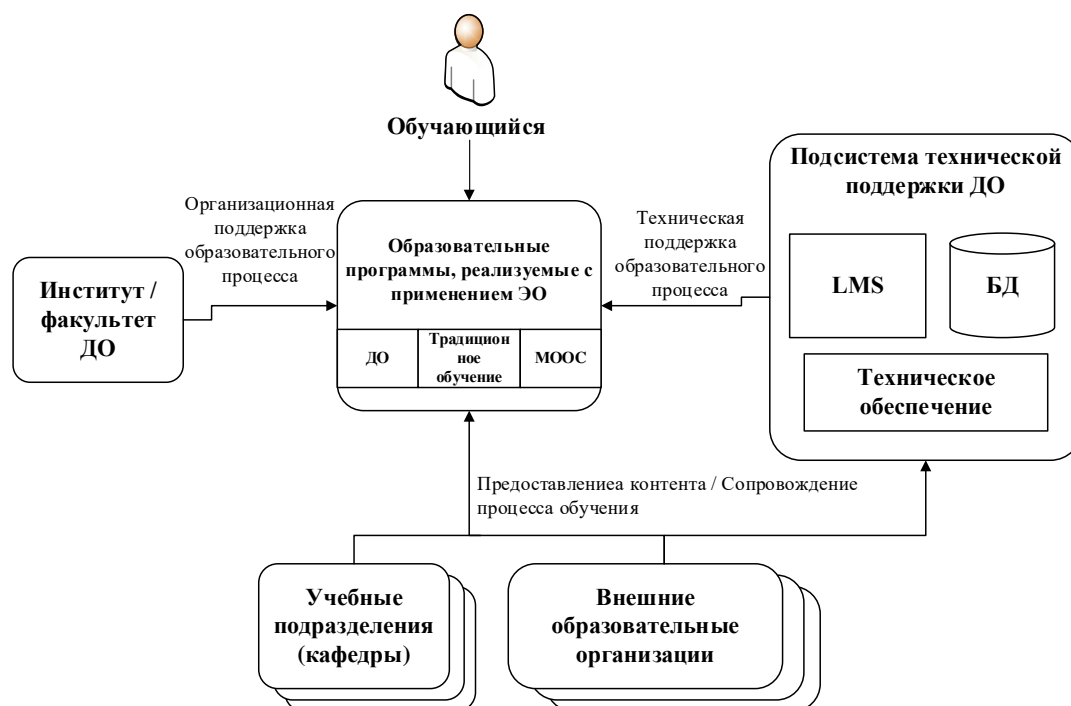 Обучающийся
Подсистема технической
поддержки ДО
LMS
БД
Техническое
обеспечение
Организационная
поддержка
образовательного
процесса
Техническая
поддержка
образовательного
процесса
Институт /
факультет
ДО
Образовательные
программы, реализуемые с
применением ЭО
ДО
Традицион
ное
обучение
МООС
Предоставлениеа контента / Сопровождение
процесса обучения
Учебные
подразделения
(кафедры)
Внешние
образовательные
организации